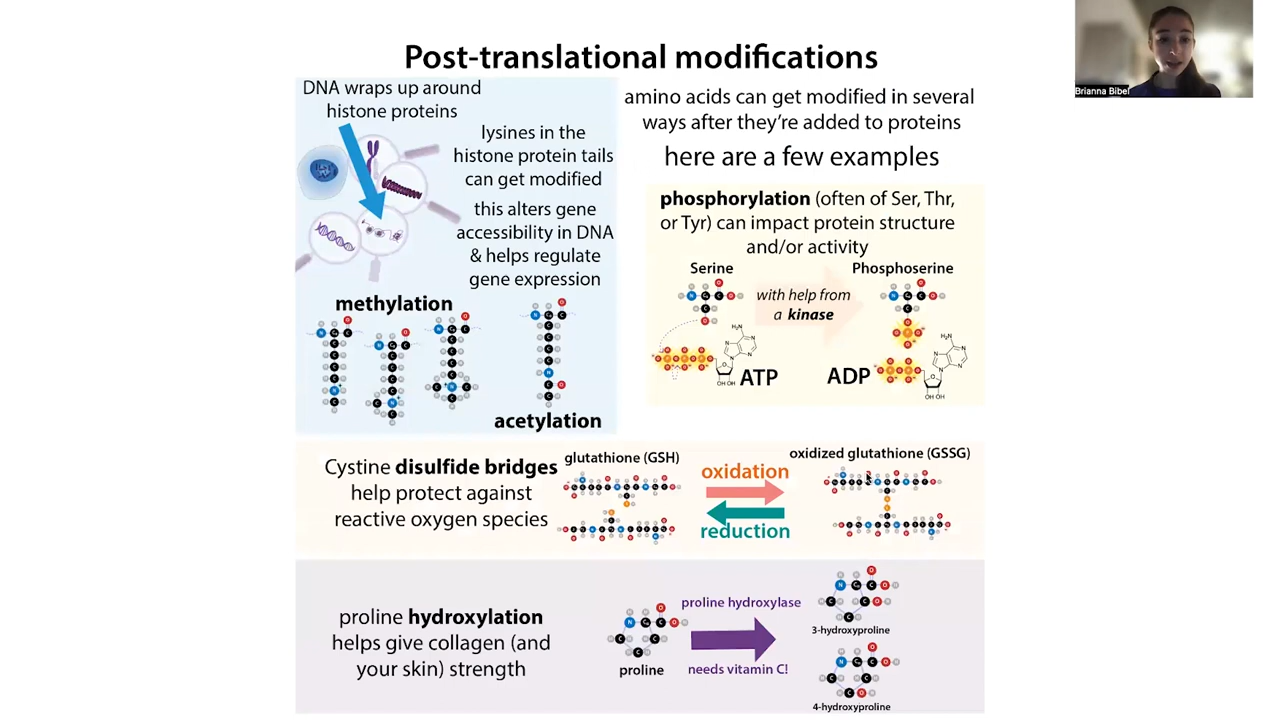 Post-translational modifications
Brianna Bibel
DNA wraps up around
histone proteins
lysines in the
histone protein tails
can get modified
this alters gene
accessibility in DNA
& helps regulate
gene expression
methylation
acetylation
amino acids can get modified in several
ways after they're added to proteins
here are a few examples
phosphorylation (often of Ser, Thr,
or Tyr) can impact protein structure
and/or activity
Serine
with help from
a kinase
Phosphoserine
ATP
ADP
Cystine disulfide bridges
help protect against
reactive oxygen species
glutathione (GSH)
oxidation
reduction
oxidized glutathione (GSSG)
proline hydroxylation
helps give collagen (and
your skin) strength
proline
proline hydroxylase
needs vitamin C!
3-hydroxyproline
4-hydroxyproline